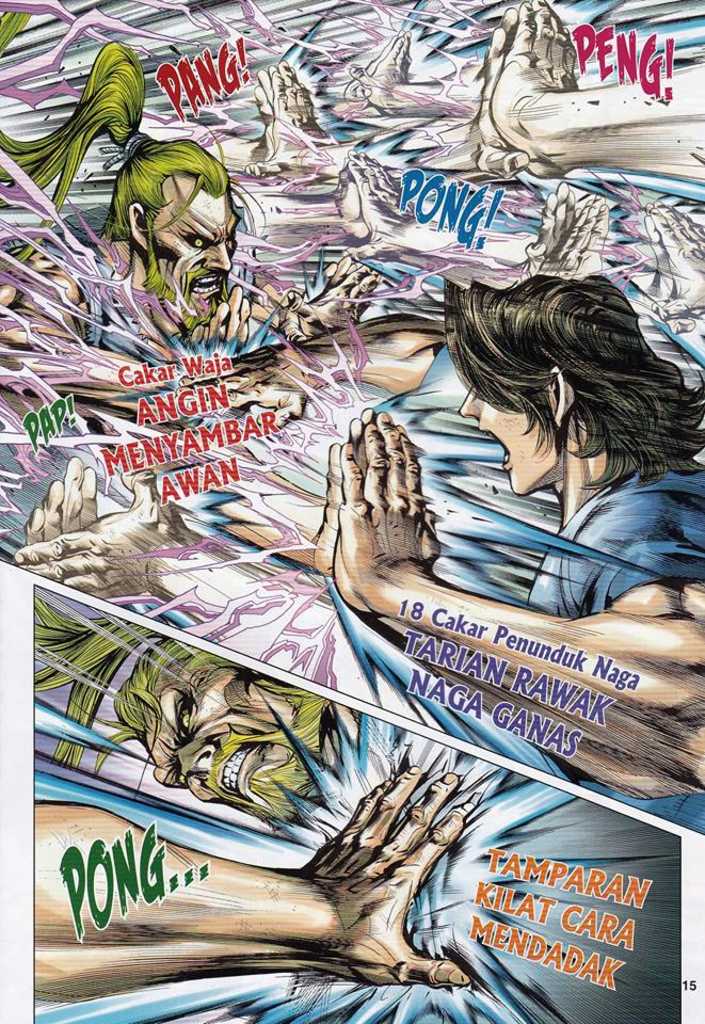 PANG!
PENG!
PONG!
Cakar Waja
ANGIN
MENYAMBAR
AWAN
PAP!
18 Cakar Penunduk Naga
TARIAN RAWAK
NAGA GANAS
PONG...
TAMPARAN
KILAT CARA
MENDADAK
15